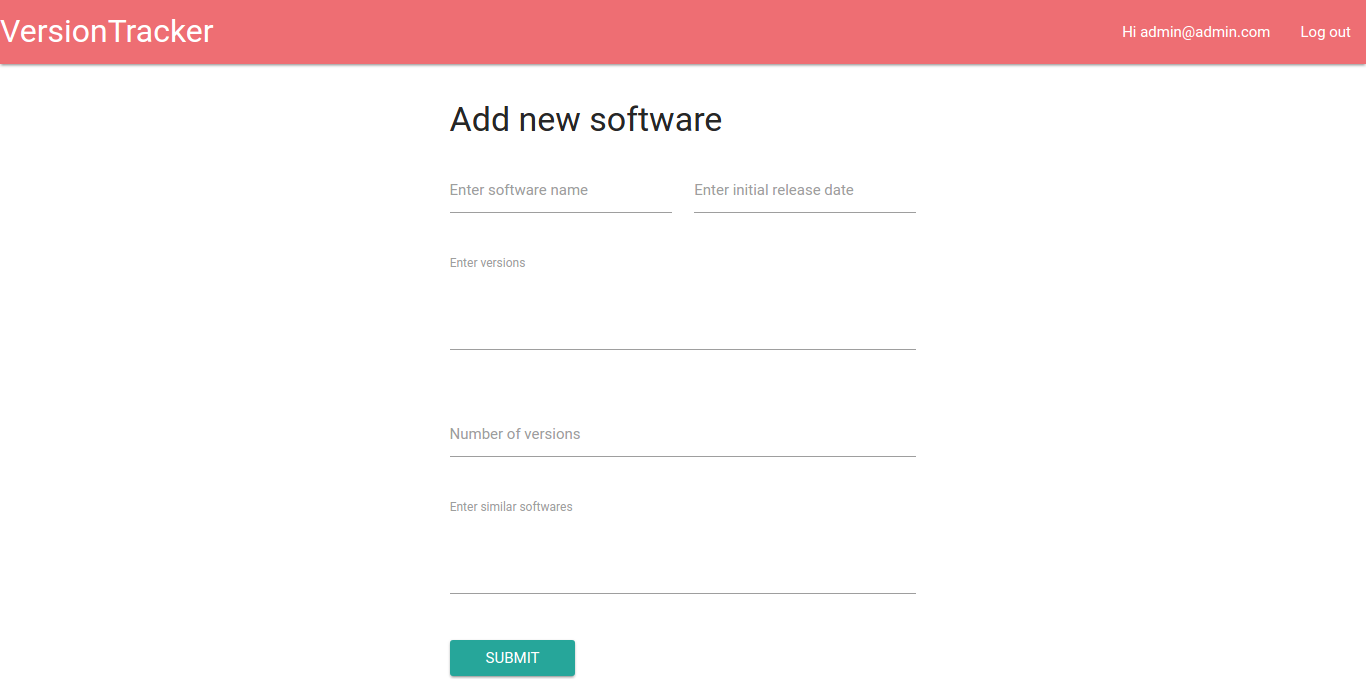 VersionTracker
Hi admin@admin.com Log out
Add new software
Enter software name Enter initial release date
Enter versions
Number of versions
Enter similar softwares
SUBMIT